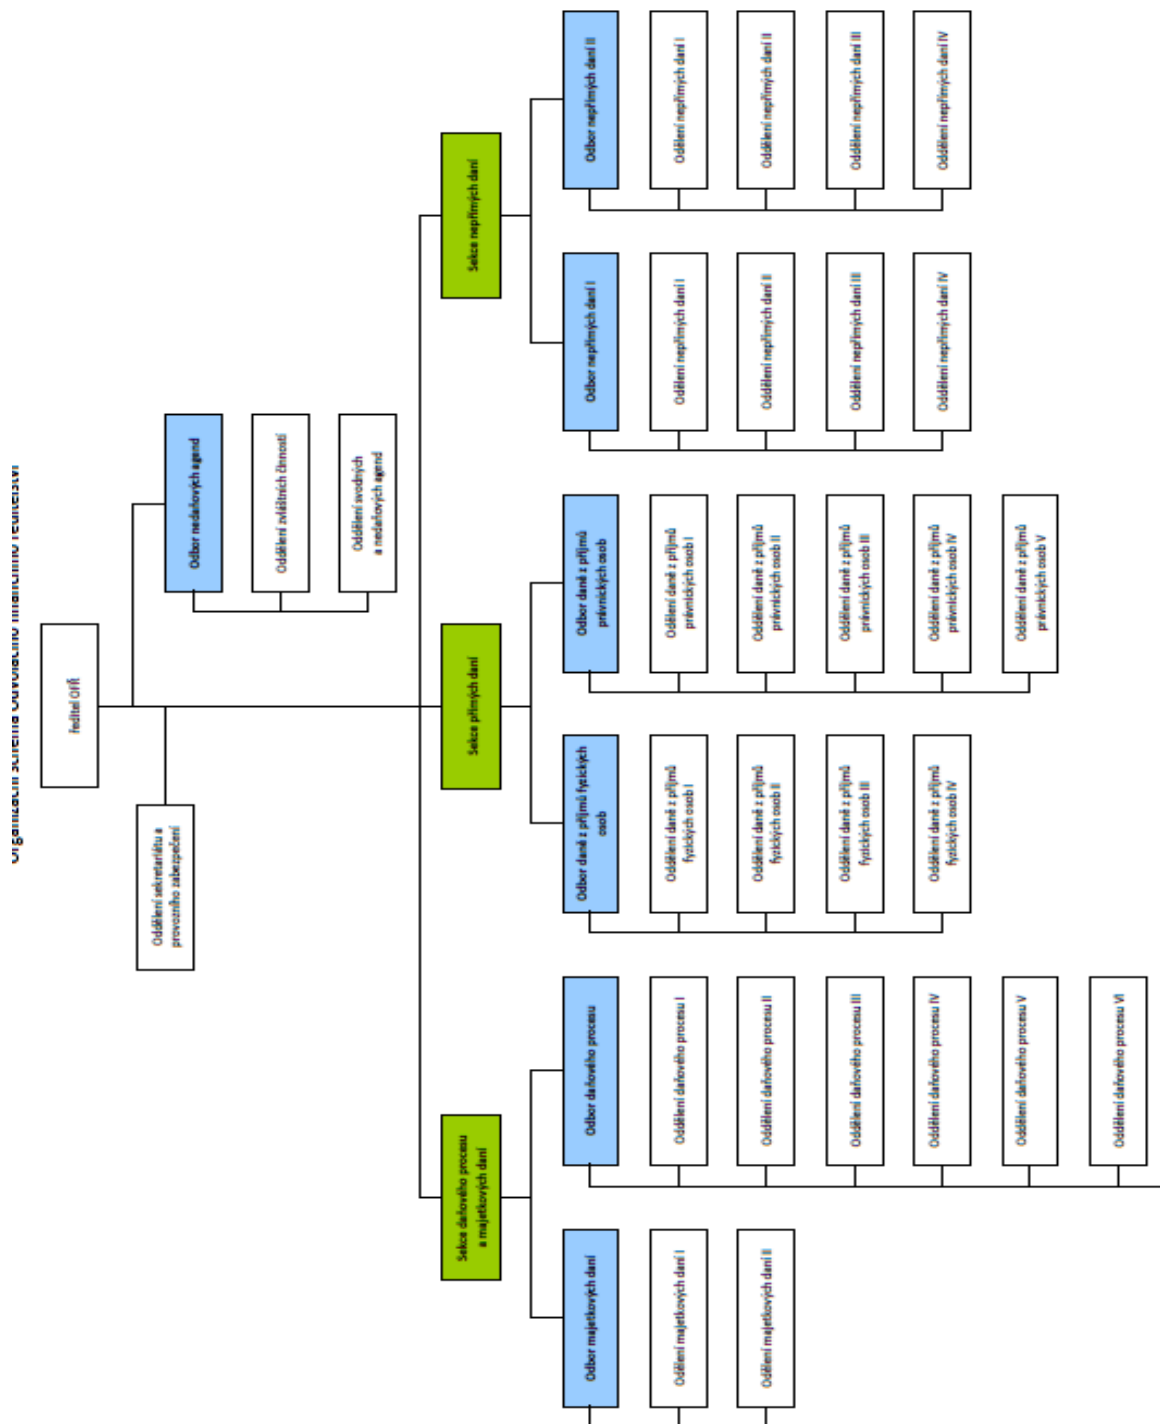 Organizační schéma Odvolacího finančního ředitelství
ředitel OFŘ
Oddělení sekretariátu a
provozního zabezpečení
Odbor nedaňových agend
Oddělení zvláštních činností
Oddělení svodných
a nedaňových agend
Sekce daňového procesu
a majetkových daní
Sekce přímých daní
Sekce nepřímých daní
Odbor majetkových daní
Oddělení majetkových daní I
Oddělení majetkových daní II
Odbor daňového procesu
Oddělení daňového procesu I
Oddělení daňového procesu II
Oddělení daňového procesu III
Oddělení daňového procesu IV
Oddělení daňového procesu V
Oddělení daňového procesu VI
Odbor daně z příjmů fyzických
osob
Oddělení daně z příjmů
fyzických osob I
Oddělení daně z příjmů
fyzických osob II
Oddělení daně z příjmů
fyzických osob III
Oddělení daně z příjmů
fyzických osob IV
Odbor daně z příjmů
právnických osob
Oddělení daně z příjmů
právnických osob I
Oddělení daně z příjmů
právnických osob II
Oddělení daně z příjmů
právnických osob III
Oddělení daně z příjmů
právnických osob IV
Oddělení daně z příjmů
právnických osob V
Odbor nepřímých daní I
Oddělení nepřímých daní I
Oddělení nepřímých daní II
Oddělení nepřímých daní III
Oddělení nepřímých daní IV
Odbor nepřímých daní II
Oddělení nepřímých daní I
Oddělení nepřímých daní II
Oddělení nepřímých daní III
Oddělení nepřímých daní IV